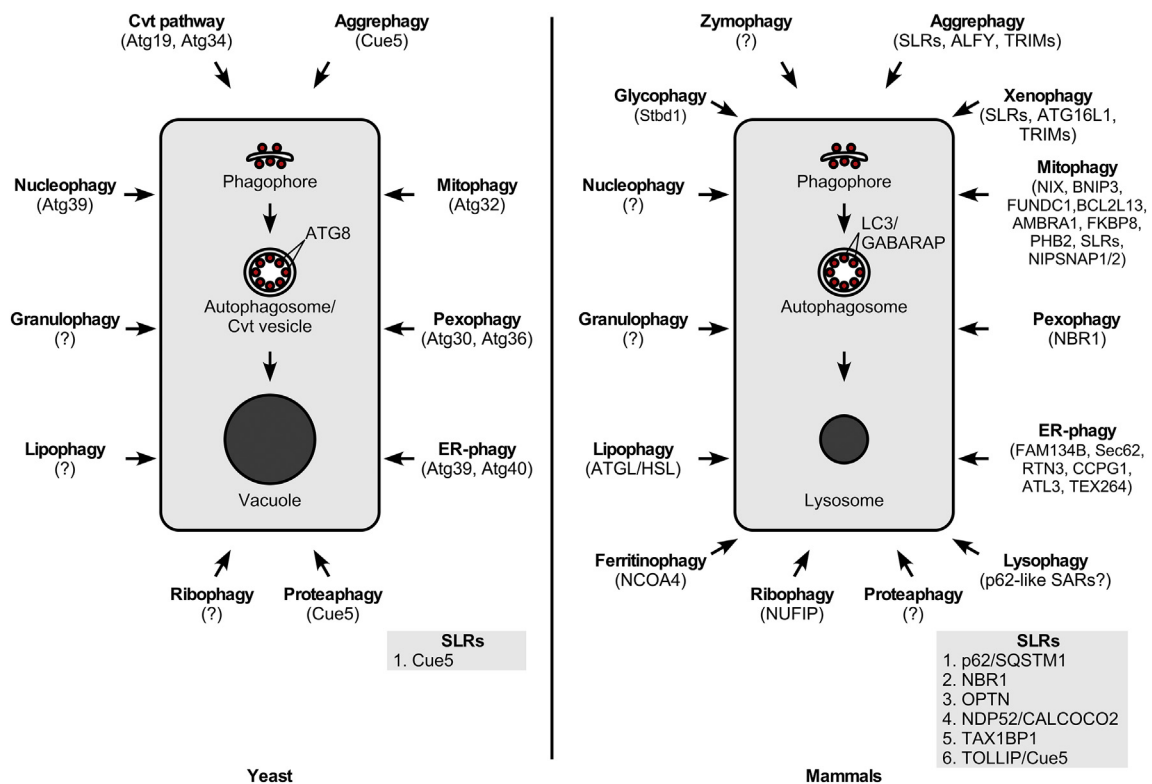 Cvt pathway
(Atg19, Atg34)
Aggrephagy
(Cue5)
Nucleophagy
(Atg39)
Granulophagy
(?)
Lipophagy
(?)
Phagophore
ATG8
Autophagosome/
Cvt vesicle
Vacuole
Mitophagy
(Atg32)
Pexophagy
(Atg30, Atg36)
ER-phagy
(Atg39, Atg40)
Ribophagy
(?)
Proteaphagy
(Cue5)
SLRs
1. Cue5
Yeast
Zymophagy
(?)
Aggrephagy
(SLRs, ALFY, TRIMs)
Glycophagy
(Stbd1)
Xenophagy
(SLRs, ATG16L1,
TRIMs)
Nucleophagy
(?)
Granulophagy
(?)
Lipophagy
(ATGL/HSL)
Phagophore
LC3/
GABARAP
Autophagosome
Lysosome
Mitophagy
(NIX, BNIP3,
FUNDC1,BCL2L13,
AMBRA1, FKBP8,
PHB2, SLRs,
NIPSNAP1/2)
Pexophagy
(NBR1)
ER-phagy
(FAM134B, Sec62,
RTN3, CCPG1,
ATL3, TEX264)
Ferritinophagy
(NCOA4)
Ribophagy
(NUFIP)
Proteaphagy
(?)
Lysophagy
(p62-like SARs?)
SLRs
1. p62/SQSTM1
2. NBR1
3. OPTN
4. NDP52/CALCOCO2
5. TAX1BP1
6. TOLLIP/Cue5
Mammals